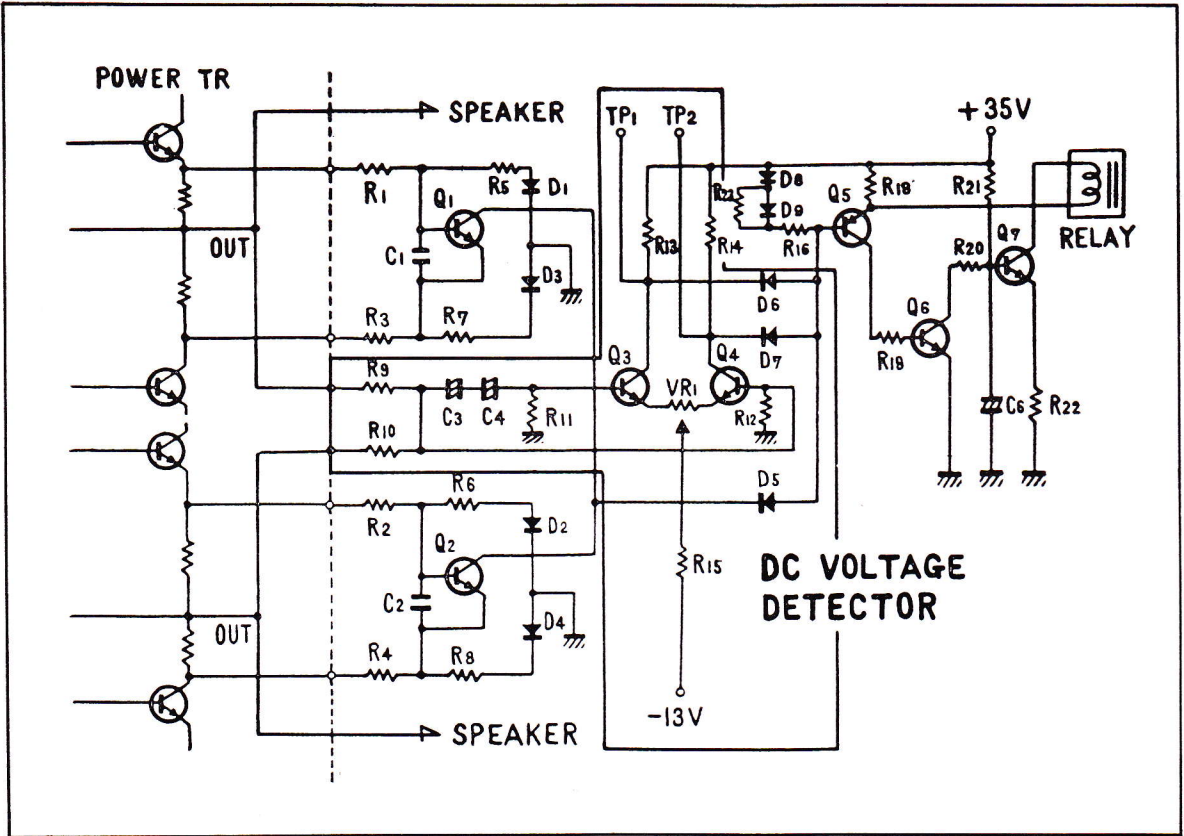 POWER TR
SPEAKER
TP1 TP2
+35V
R1
R5 D1
Q1
D8
R23
D9
Q5
R18
R21
OUT
C1
D3
R13
R14
R16
R20
Q7
RELAY
R3
R7
D6
Q6
R9
Q3
D7
Q4
R19
C3 C4
R11
VR1
R12
C6
R22
R10
R6
D5
R2
D2
Q2
R15
DC VOLTAGE
DETECTOR
C2
D4
OUT
R4
R8
-13V
SPEAKER